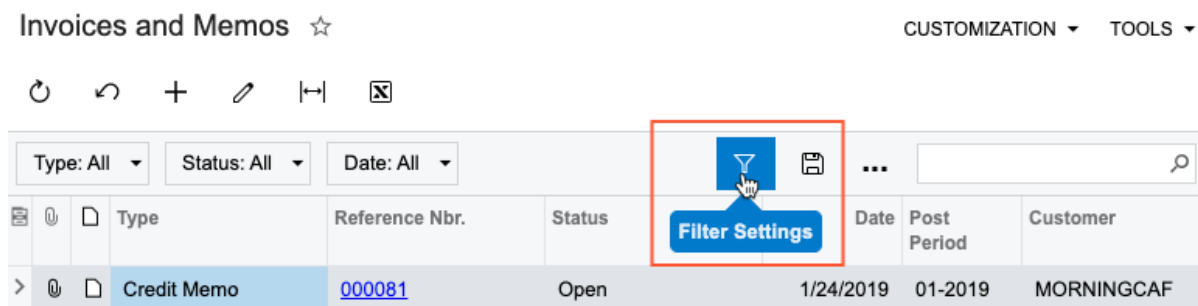 Invoices and Memos CUSTOMIZATION TOOLS
Type: All Status: All Date: All ...
Type Reference Nbr. Status Filter Settings Date Post Period Customer
Credit Memo 000081 Open 1/24/2019 01-2019 MORNINGCAF